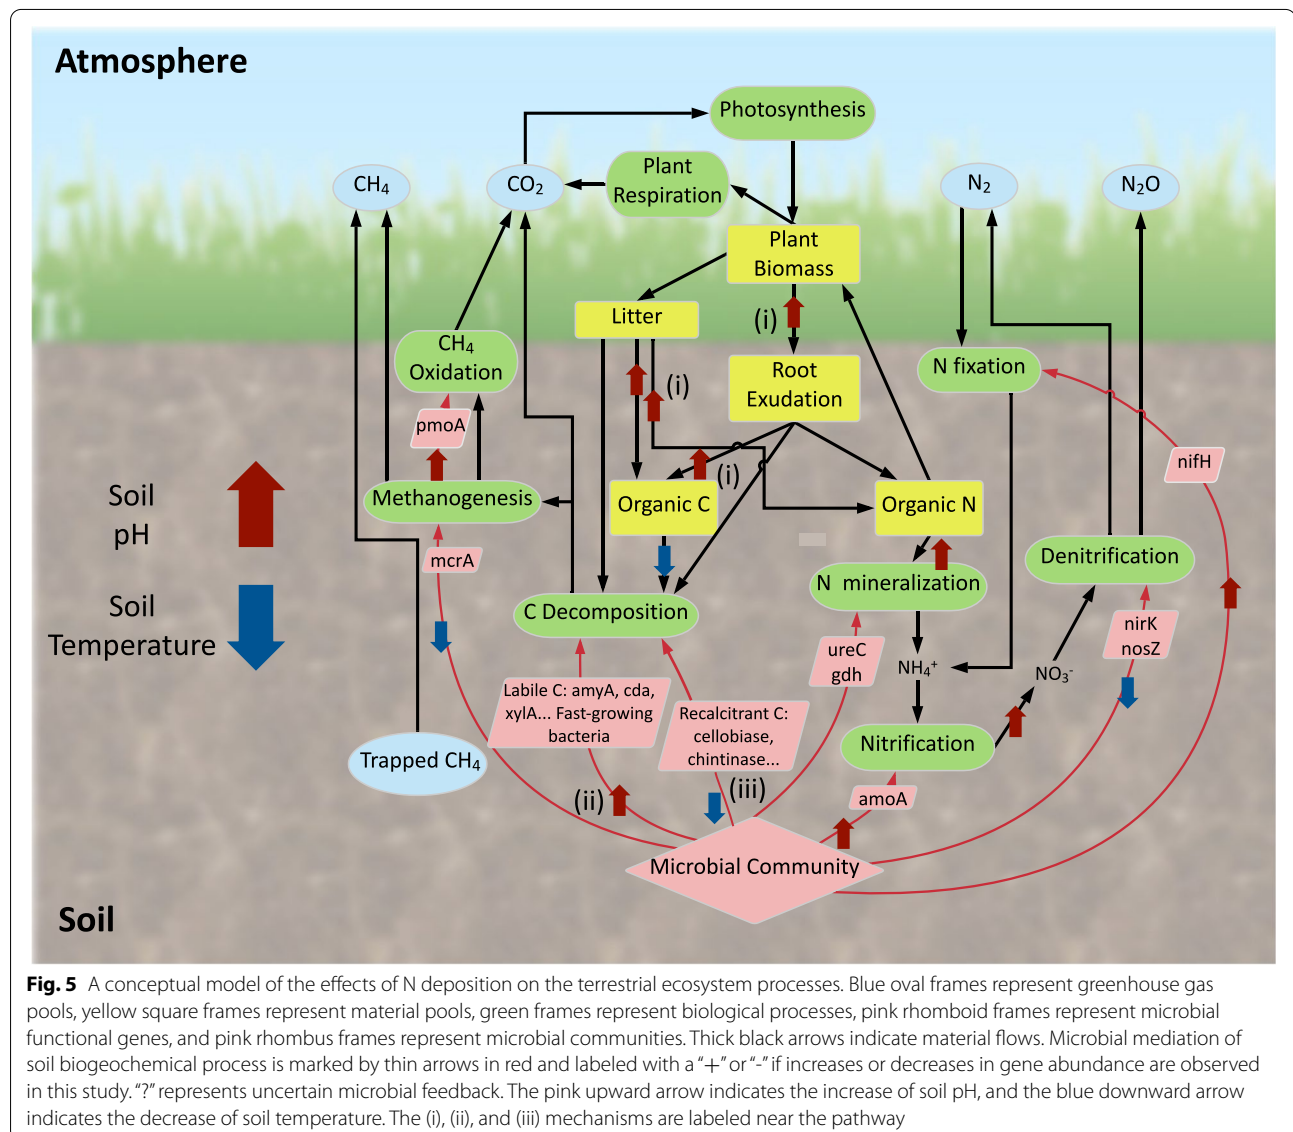 Atmosphere
Photosynthesis
Plant
Respiration
CH₄
CO₂
N₂
N₂O
Plant
Biomass
Litter
(i)
CH₄
Oxidation
Root
Exudation
N fixation
(i)
pmoA
nifH
(i)
Methanogenesis
Organic C
Organic N
Soil
pH
mcrA
Denitrification
N mineralization
C Decomposition
Soil
Temperature
nirK
nosZ
ureC
gdh
NH₄⁺
NO₃⁻
Labile C: amyA, cda,
xylA... Fast-growing
bacteria
Recalcitrant C:
cellobiase,
chintinase...
Nitrification
Trapped CH₄
(ii)
(iii)
amoA
Microbial Community
Soil
Fig. 5 A conceptual model of the effects of N deposition on the terrestrial ecosystem processes. Blue oval frames represent greenhouse gas
pools, yellow square frames represent material pools, green frames represent biological processes, pink rhomboid frames represent microbial
functional genes, and pink rhombus frames represent microbial communities. Thick black arrows indicate material flows. Microbial mediation of
soil biogeochemical process is marked by thin arrows in red and labeled with a “+” or “-” if increases or decreases in gene abundance are observed
in this study. “?” represents uncertain microbial feedback. The pink upward arrow indicates the increase of soil pH, and the blue downward arrow
indicates the decrease of soil temperature. The (i), (ii), and (iii) mechanisms are labeled near the pathway